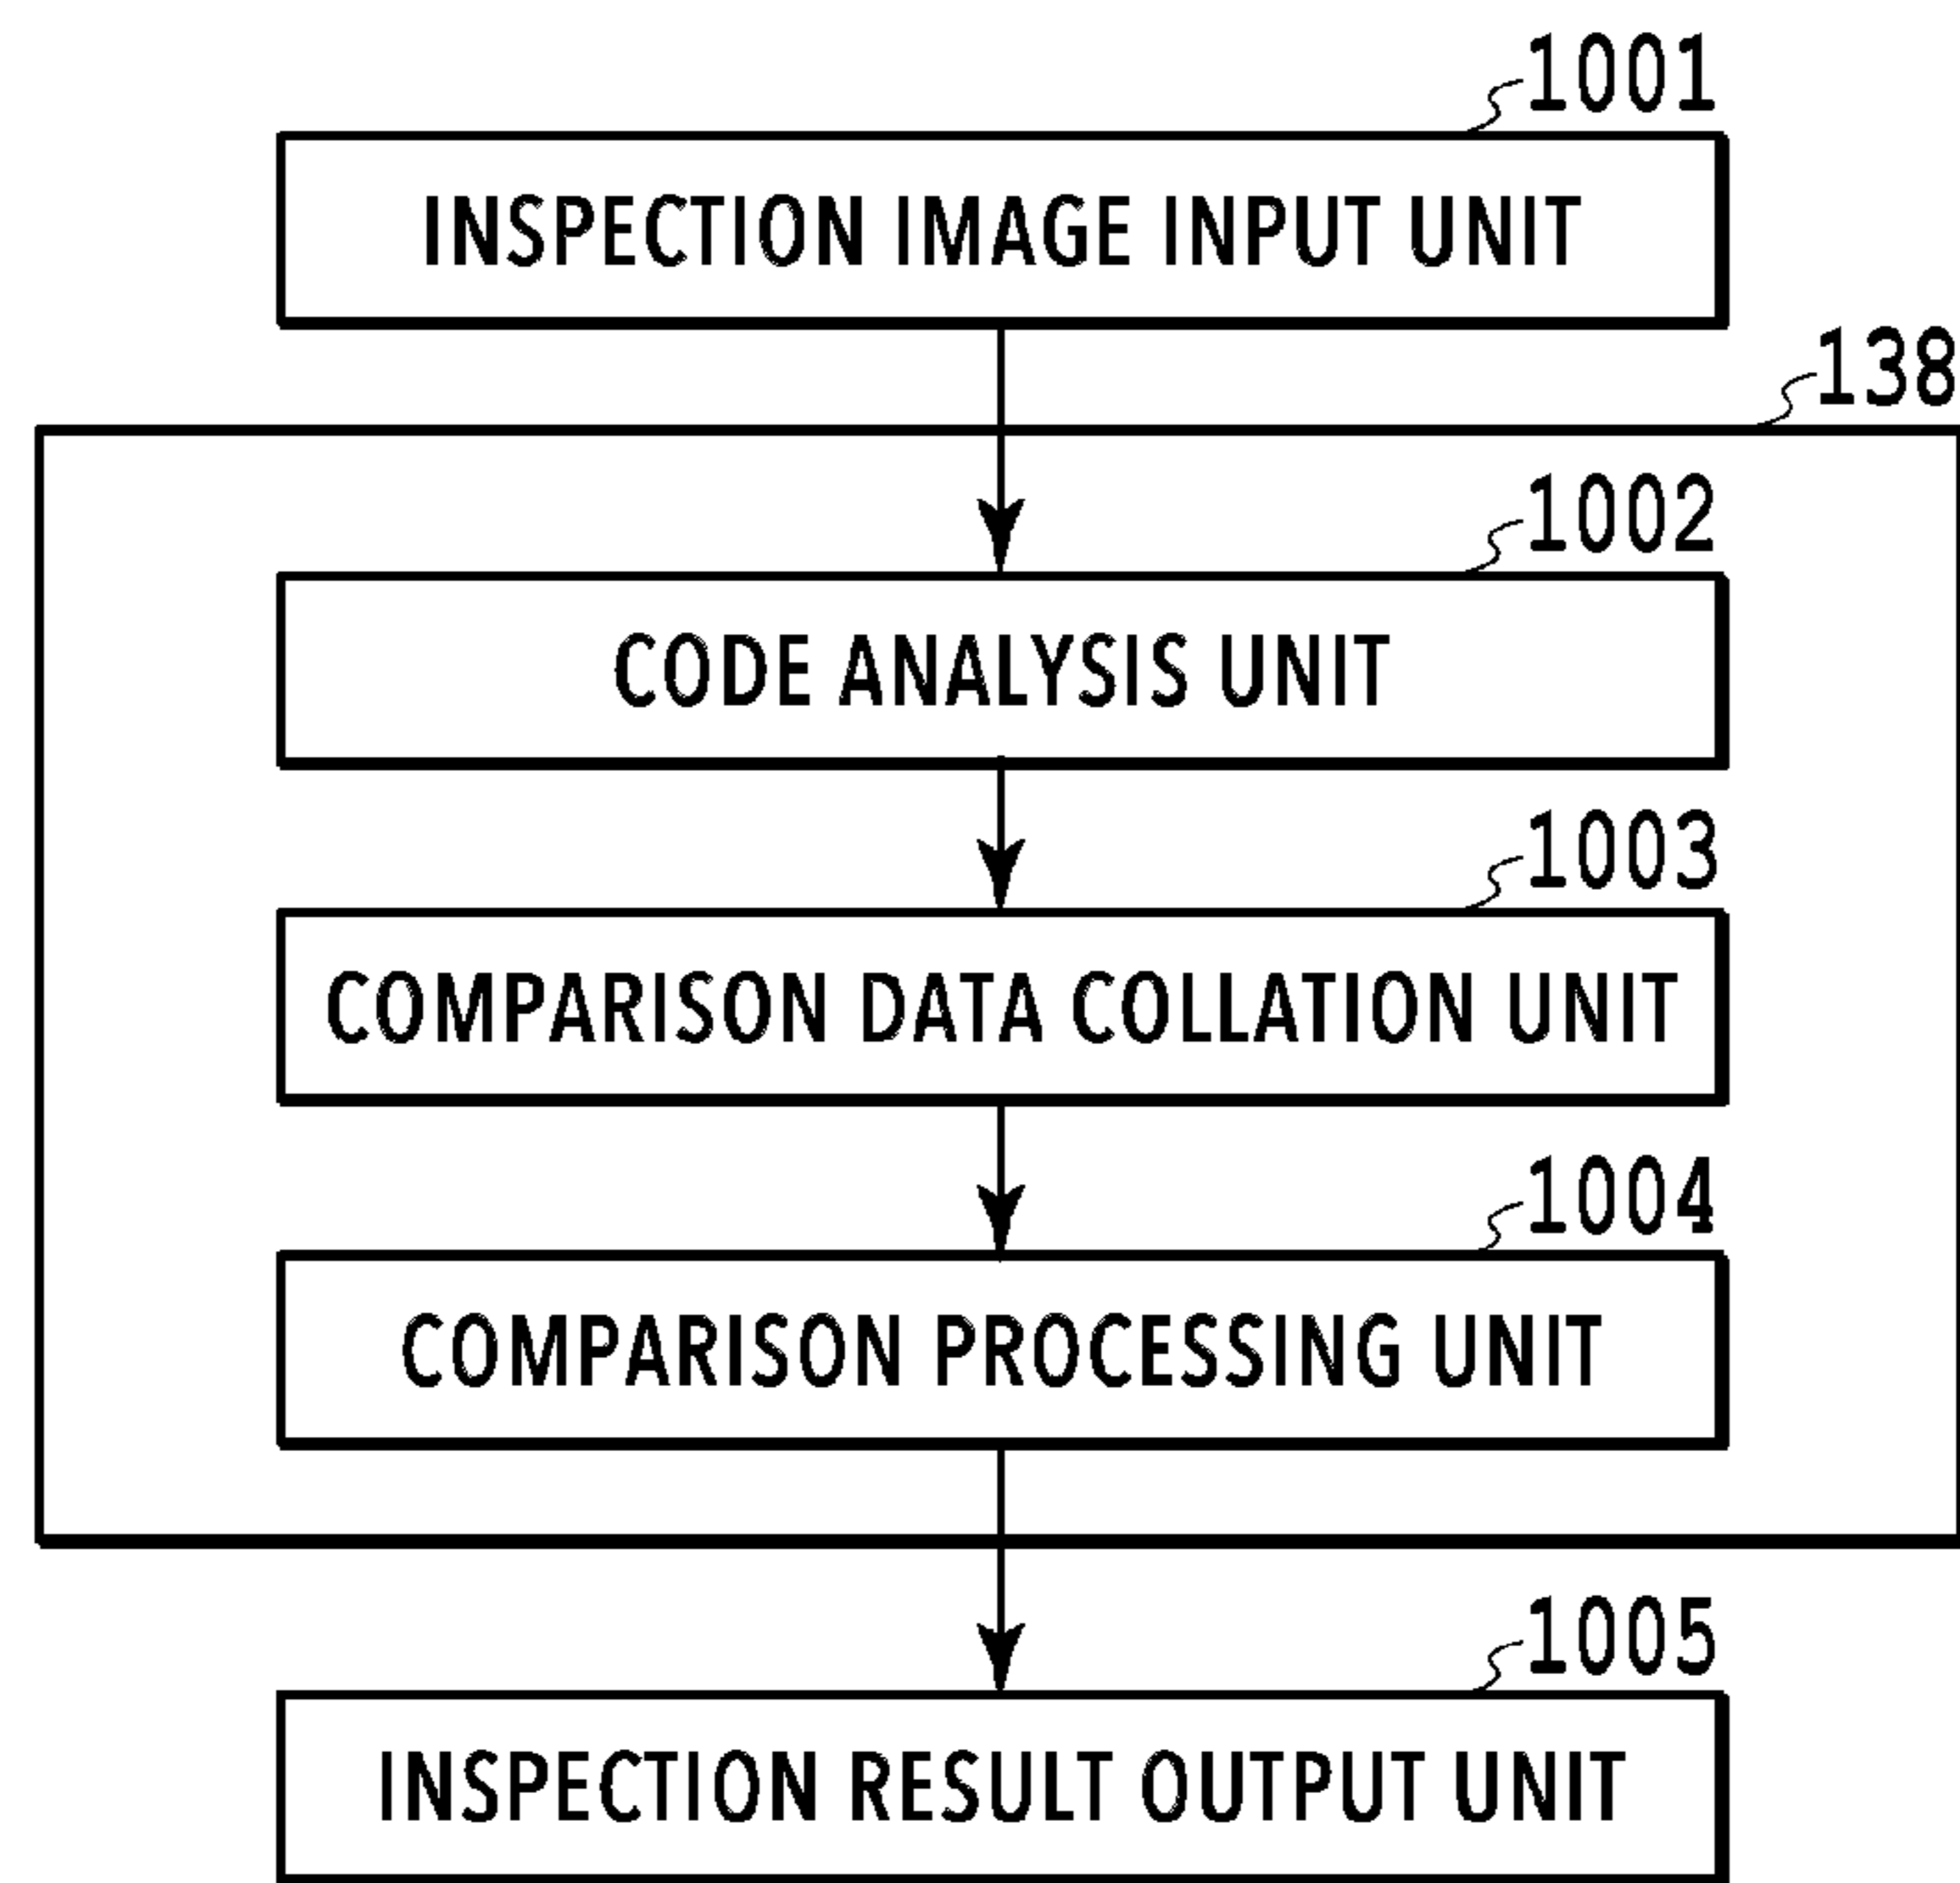 1001
INSPECTION IMAGE INPUT UNIT
138
1002
CODE ANALYSIS UNIT
1003
COMPARISON DATA COLLATION UNIT
1004
COMPARISON PROCESSING UNIT
1005
INSPECTION RESULT OUTPUT UNIT